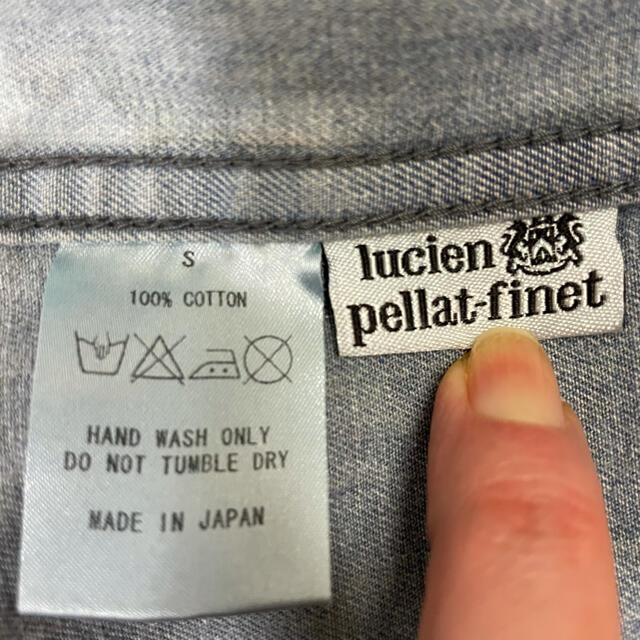 S
100% COTTON
HAND WASH ONLY
DO NOT TUMBLE DRY
MADE IN JAPAN
lucien
pellat-finet